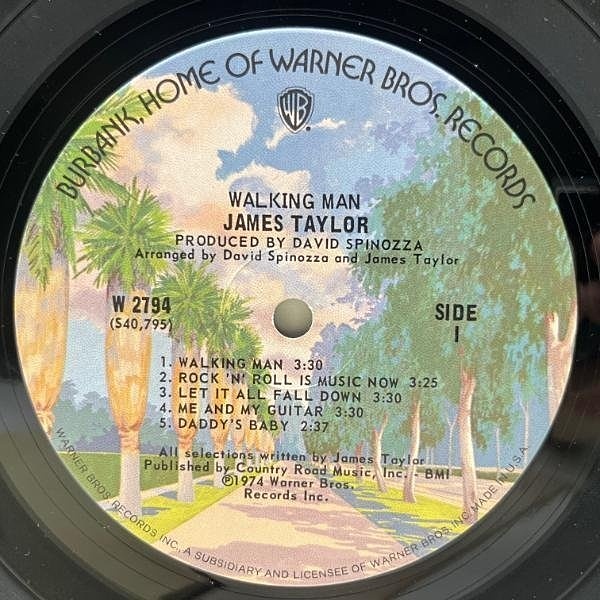 BURBANK, HOME OF WARNER BROS. RECORDS
WB
WALKING MAN
JAMES TAYLOR
PRODUCED BY DAVID SPINOZZA
Arranged by David Spinozza and James Taylor
W 2794
(S40,795)
SIDE
I
1. WALKING MAN 3:30
2. ROCK 'N' ROLL IS MUSIC NOW 3:25
3. LET IT ALL FALL DOWN 3:30
4. ME AND MY GUITAR 3:30
5. DADDY'S BABY 2:37
All selections written by James Taylor
Published by Country Road Music, Inc. - BMI
Ⓟ1974 Warner Bros.
Records Inc.
WARNER BROS. RECORDS INC. A SUBSIDIARY AND LICENSEE OF WARNER BROS. INC. MADE IN U.S.A.